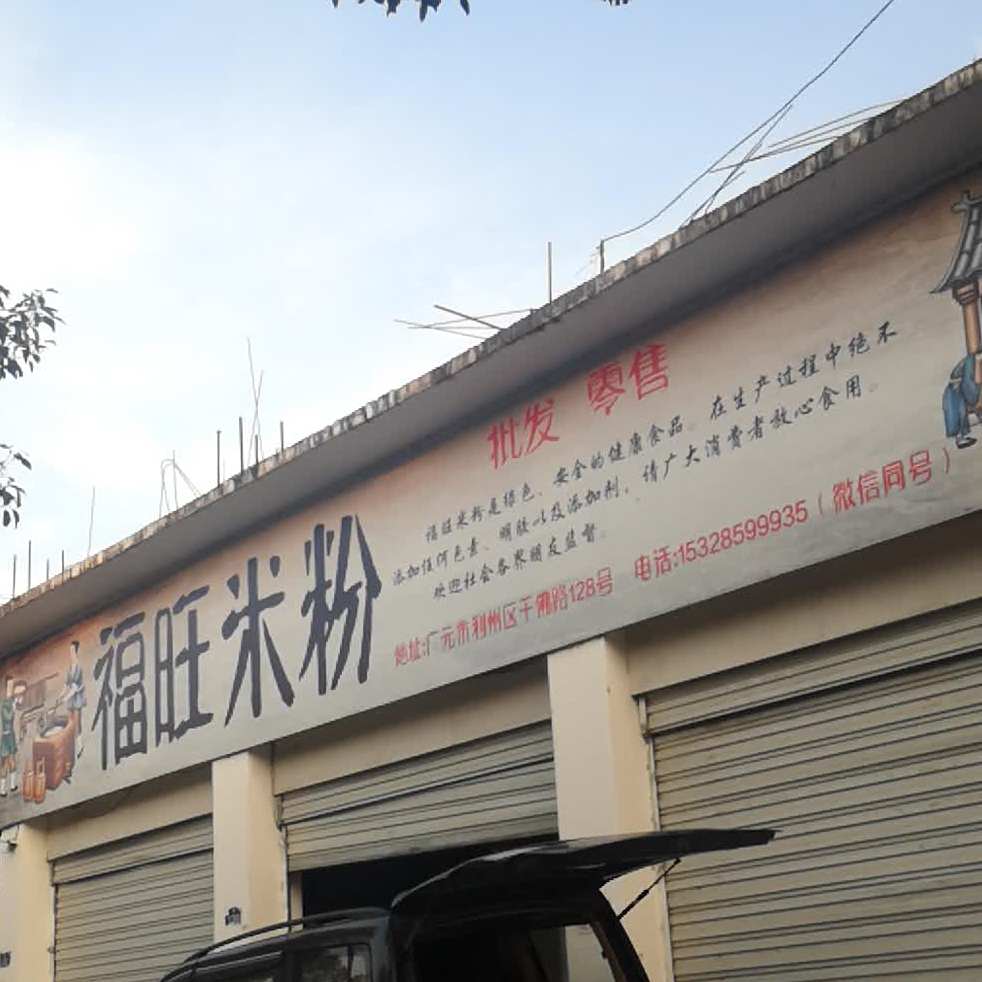 福旺米粉
批发 零售
福旺米粉是绿色、安全的健康食品。在生产过程中绝不
添加任何色素、明胶以及添加剂，请广大消费者放心食用。
欢迎社会各界朋友监督。
地址:广元市利州区千佛路128号 电话:15328599935（微信同号）